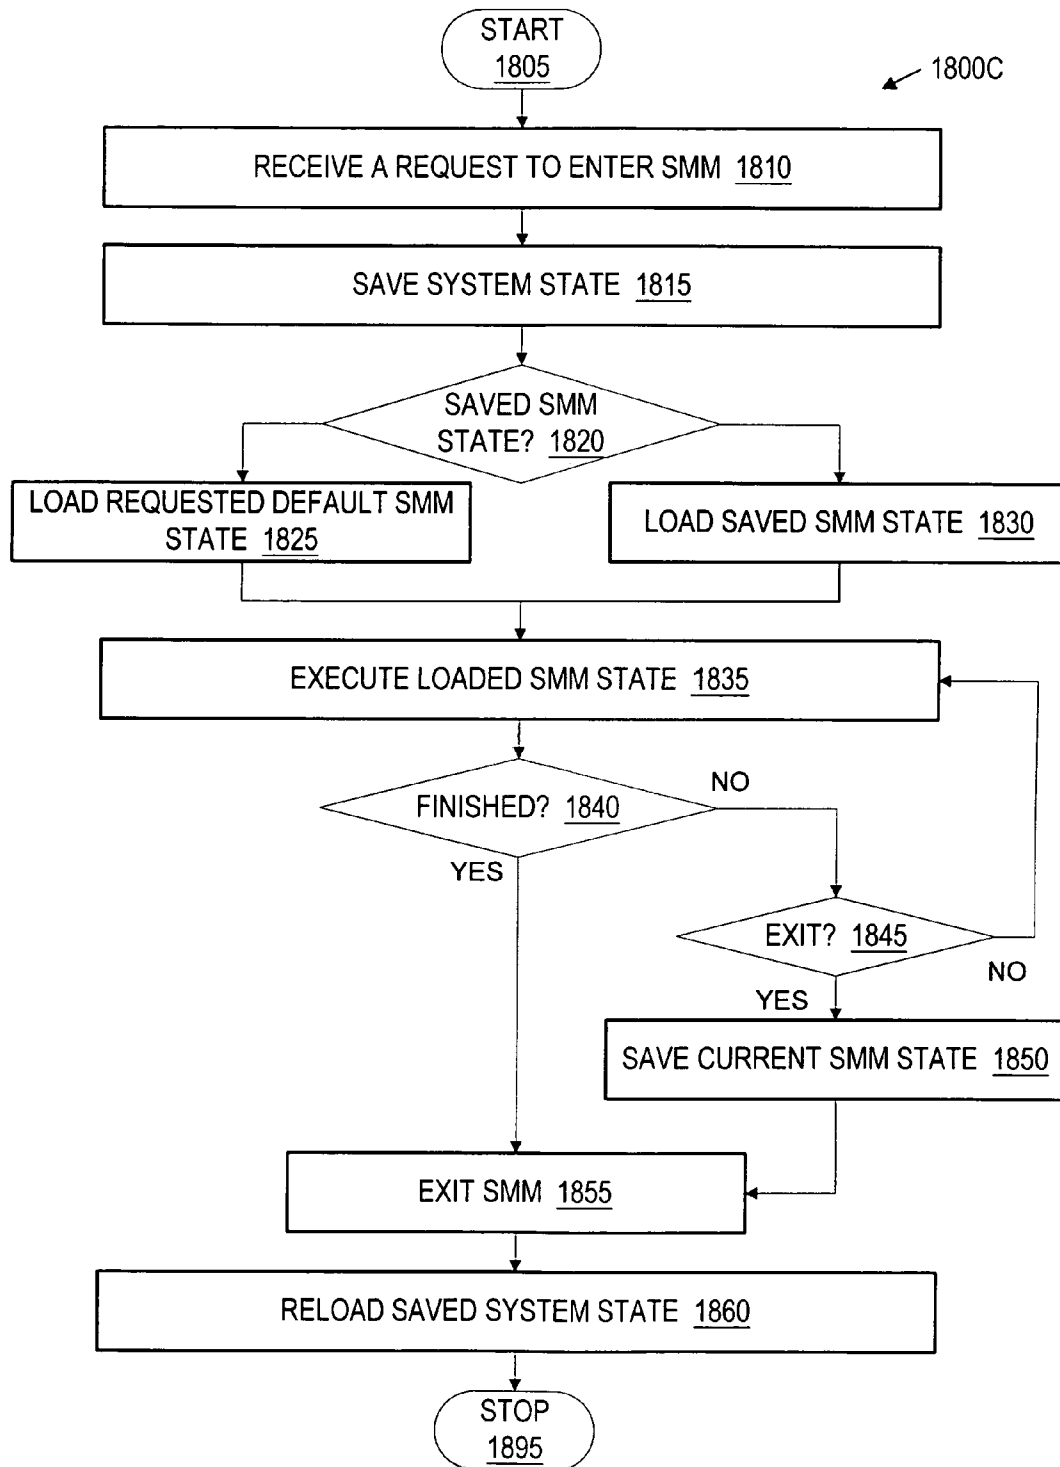 START
1805
1800C
RECEIVE A REQUEST TO ENTER SMM 1810
SAVE SYSTEM STATE 1815
SAVED SMM
STATE? 1820
LOAD REQUESTED DEFAULT SMM
STATE 1825
LOAD SAVED SMM STATE 1830
EXECUTE LOADED SMM STATE 1835
FINISHED? 1840
NO
YES
EXIT? 1845
NO
YES
SAVE CURRENT SMM STATE 1850
EXIT SMM 1855
RELOAD SAVED SYSTEM STATE 1860
STOP
1895